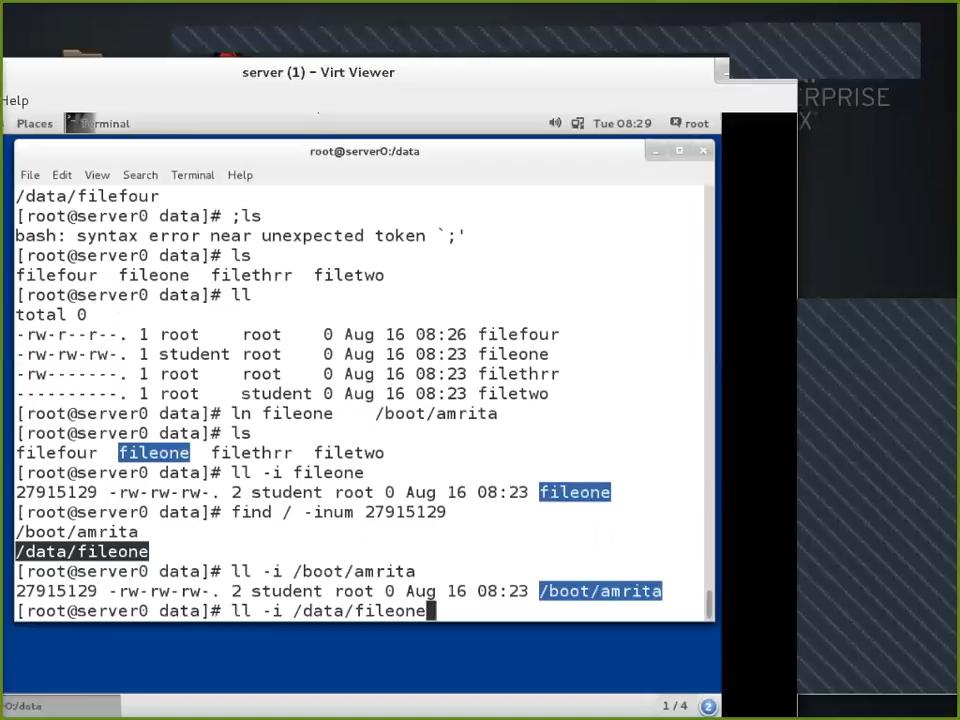 server (1) – Virt Viewer
Help
ERPRISE
X
Places Terminal Tue 08:29 root
root@server0:/data
File Edit View Search Terminal Help
/data/filefour
[root@server0 data]# ;ls
bash: syntax error near unexpected token `;'
[root@server0 data]# ls
filefour fileone filethrr filetwo
[root@server0 data]# ll
total 0
-rw-r--r--. 1 root root 0 Aug 16 08:26 filefour
-rw-rw-rw-. 1 student root 0 Aug 16 08:23 fileone
-rw-------. 1 root root 0 Aug 16 08:23 filethrr
----------. 1 root student 0 Aug 16 08:23 filetwo
[root@server0 data]# ln fileone /boot/amrita
[root@server0 data]# ls
filefour fileone filethrr filetwo
[root@server0 data]# ll -i fileone
27915129 -rw-rw-rw-. 2 student root 0 Aug 16 08:23 fileone
[root@server0 data]# find / -inum 27915129
/boot/amrita
/data/fileone
[root@server0 data]# ll -i /boot/amrita
27915129 -rw-rw-rw-. 2 student root 0 Aug 16 08:23 /boot/amrita
[root@server0 data]# ll -i /data/fileone
0:/data 1 / 4 2